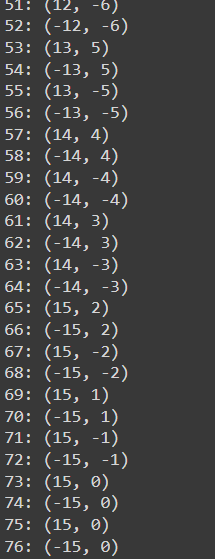 51: (12, -6)
52: (-12, -6)
53: (13, 5)
54: (-13, 5)
55: (13, -5)
56: (-13, -5)
57: (14, 4)
58: (-14, 4)
59: (14, -4)
60: (-14, -4)
61: (14, 3)
62: (-14, 3)
63: (14, -3)
64: (-14, -3)
65: (15, 2)
66: (-15, 2)
67: (15, -2)
68: (-15, -2)
69: (15, 1)
70: (-15, 1)
71: (15, -1)
72: (-15, -1)
73: (15, 0)
74: (-15, 0)
75: (15, 0)
76: (-15, 0)